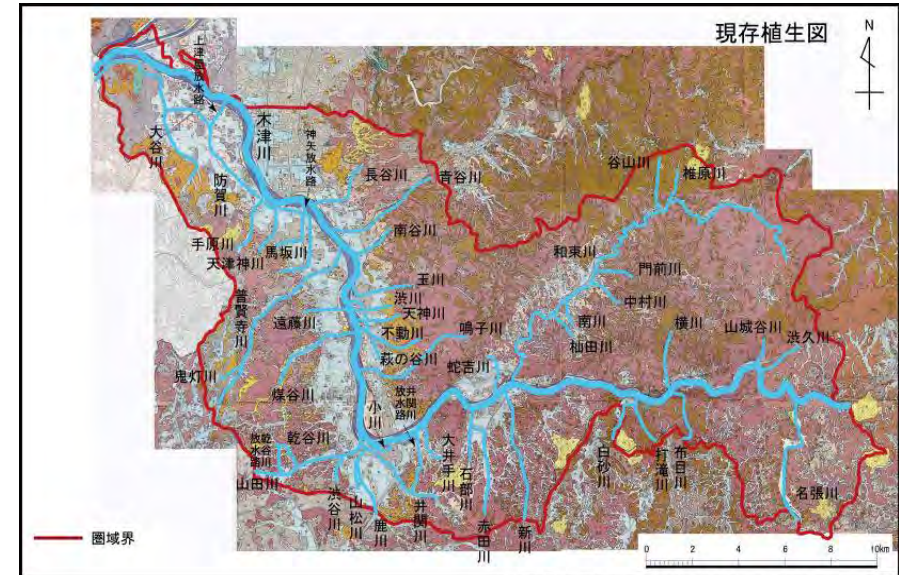 現存植生図
N
上津屋放水路
木津川
神矢放水路
大谷川
防賀川
長谷川
青谷川
谷山川
椎原川
手原川
天津神川
馬坂川
南谷川
和束川
門前川
中村川
玉川
渋川
天神川
不動川
鳴子川
南川
杣田川
横川
山城谷川
渋久川
普賢寺川
遠藤川
萩の谷川
蛇吉川
鬼灯川
煤谷川
小川
井関川放水路
乾谷川
乾谷川放水路
山田川
渋谷川
山松川
鹿川
井関川
大井手川
石部川
赤田川
新川
白砂川
打滝川
布目川
名張川
圏域界
0 2 4 6 8 10km